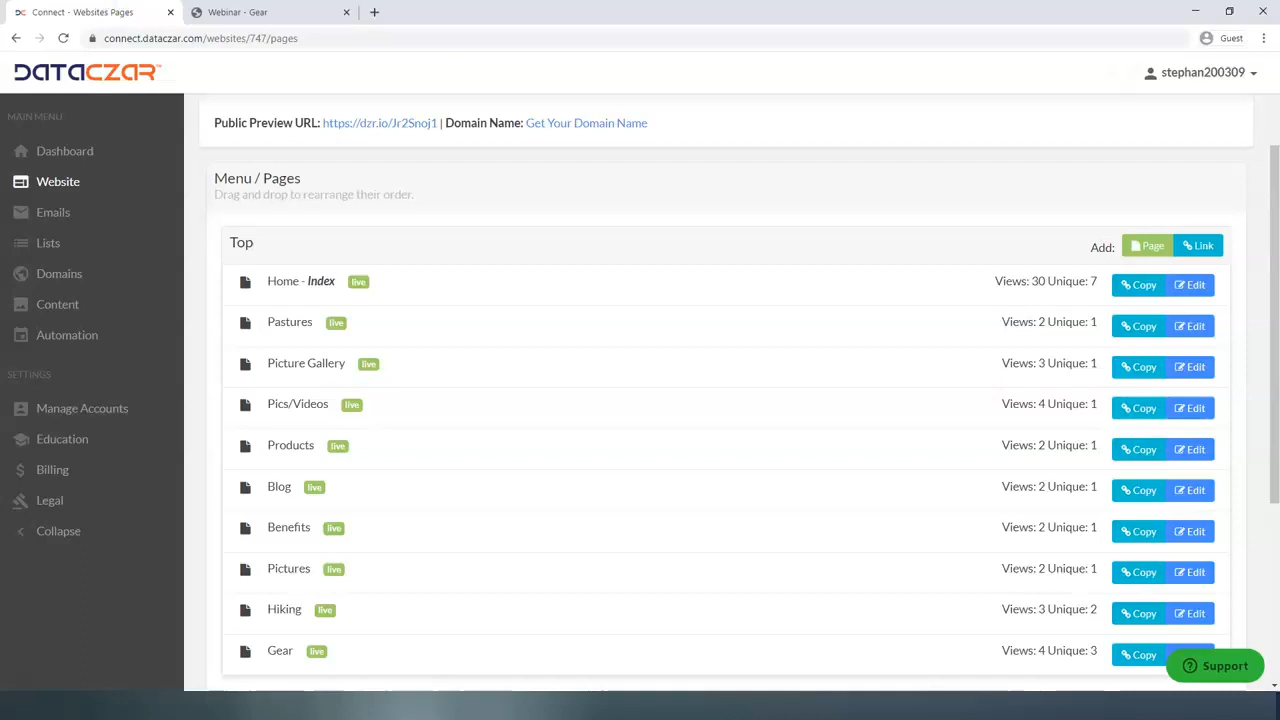 Connect - Websites Pages
Webinar - Gear
connect.dataczar.com/websites/747/pages
Guest
DATACZAR™
stephan200309
MAIN MENU
Dashboard
Website
Emails
Lists
Domains
Content
Automation
SETTINGS
Manage Accounts
Education
Billing
Legal
Collapse
Public Preview URL: https://dzr.io/Jr2Snoj1 | Domain Name: Get Your Domain Name
Menu / Pages
Drag and drop to rearrange their order.
Top Add: Page Link
Home - Index live Views: 30 Unique: 7 Copy Edit
Pastures live Views: 2 Unique: 1 Copy Edit
Picture Gallery live Views: 3 Unique: 1 Copy Edit
Pics/Videos live Views: 4 Unique: 1 Copy Edit
Products live Views: 2 Unique: 1 Copy Edit
Blog live Views: 2 Unique: 1 Copy Edit
Benefits live Views: 2 Unique: 1 Copy Edit
Pictures live Views: 2 Unique: 1 Copy Edit
Hiking live Views: 3 Unique: 2 Copy Edit
Gear live Views: 4 Unique: 3 Copy
Support